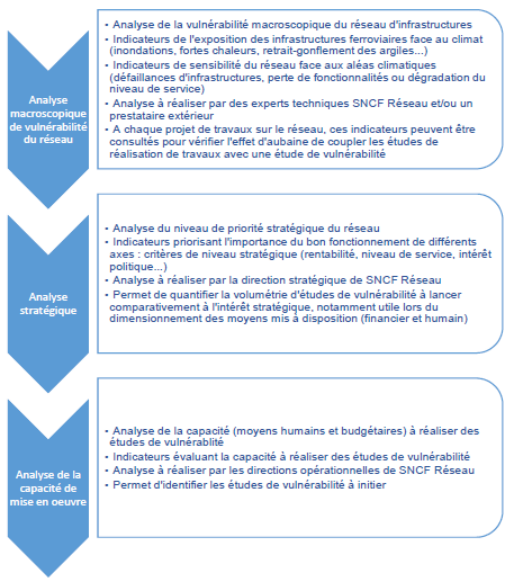 Analyse
macroscopique
de vulnérabilité
du réseau
• Analyse de la vulnérabilité macroscopique du réseau d'infrastructures
• Indicateurs de l'exposition des infrastructures ferroviaires face au climat
(inondations, fortes chaleurs, retrait-gonflement des argiles...)
• Indicateurs de sensibilité du réseau face aux aléas climatiques
(défaillances d'infrastructures, perte de fonctionnalités ou dégradation du
niveau de service)
• Analyse à réaliser par des experts techniques SNCF Réseau et/ou un
prestataire extérieur
• A chaque projet de travaux sur le réseau, ces indicateurs peuvent être
consultés pour vérifier l'effet d'aubaine de coupler les études de
réalisation de travaux avec une étude de vulnérabilité
Analyse
stratégique
• Analyse du niveau de priorité stratégique du réseau
• Indicateurs priorisant l'importance du bon fonctionnement de différents
axes : critères de niveau stratégique (rentabilité, niveau de service, intérêt
politique...)
• Analyse à réaliser par la direction stratégique de SNCF Réseau
• Permet de quantifier la volumétrie d'études de vulnérabilité à lancer
comparativement à l'intérêt stratégique, notamment utile lors du
dimensionnement des moyens mis à disposition (financier et humain)
Analyse de la
capacité de
mise en oeuvre
• Analyse de la capacité (moyens humains et budgétaires) à réaliser des
études de vulnérablité
• Indicateurs évaluant la capacité à réaliser des études de vulnérabilité
• Analyse à réaliser par les directions opérationnelles de SNCF Réseau
• Permet d'identifier les études de vulnérabilité à initier